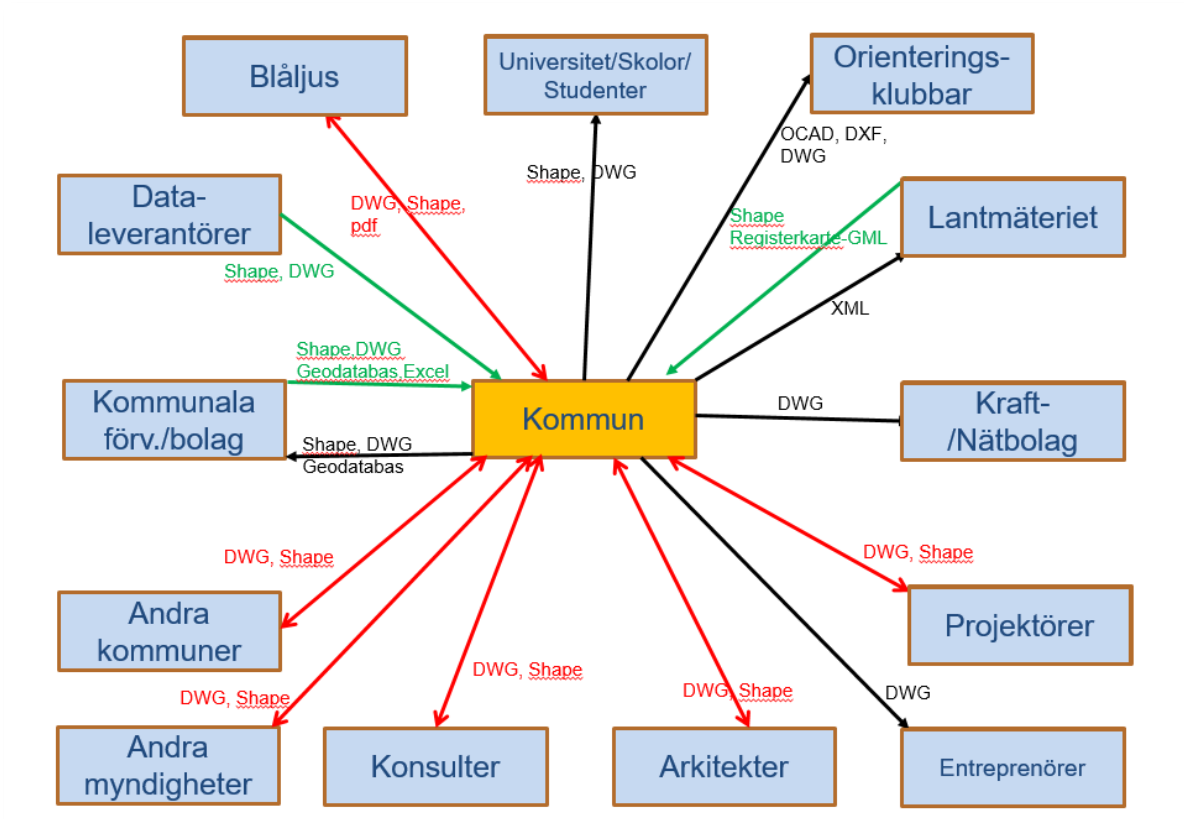 Blåljus
Universitet/Skolor/
Studenter
Orienterings-
klubbar
OCAD, DXF,
DWG
Shape, DWG
Data-
leverantörer
DWG, Shape,
pdf
Shape
Registerkarte-GML
Lantmäteriet
Shape, DWG
XML
Shape,DWG
Geodatabas,Excel
Kommunala
förv./bolag
Kommun
DWG
Kraft-
/Nätbolag
Shape, DWG
Geodatabas
DWG, Shape
DWG, Shape
Andra
kommuner
Projektörer
DWG, Shape
DWG, Shape
DWG, Shape
DWG
Andra
myndigheter
Konsulter
Arkitekter
Entreprenörer